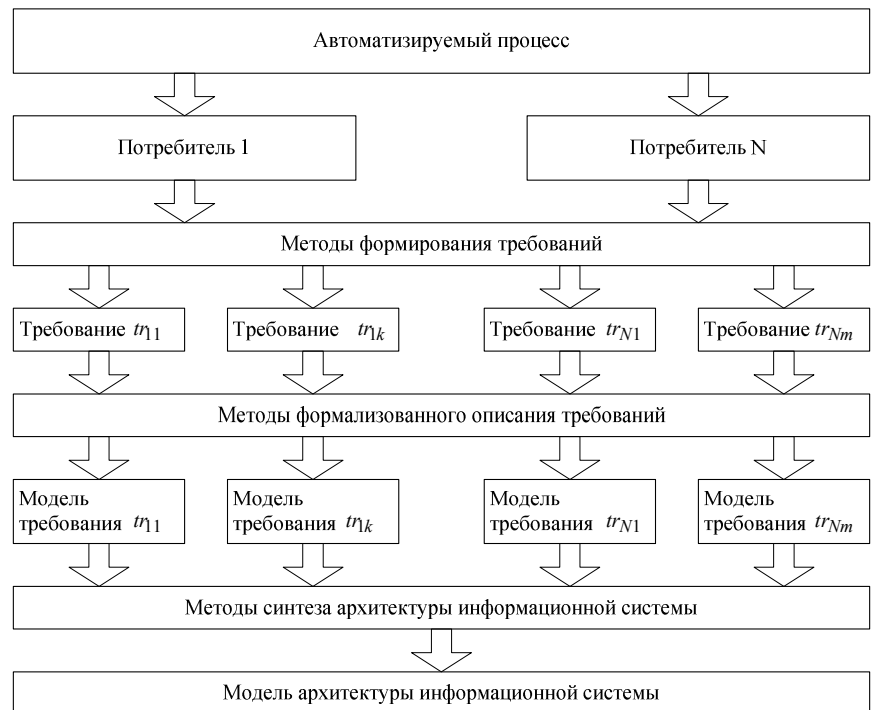 Автоматизируемый процесс
Потребитель 1
Потребитель N
Методы формирования требований
Требование tr11
Требование tr1k
Требование trN1
Требование trNm
Методы формализованного описания требований
Модель
требования tr11
Модель
требования tr1k
Модель
требования trN1
Модель
требования trNm
Методы синтеза архитектуры информационной системы
Модель архитектуры информационной системы